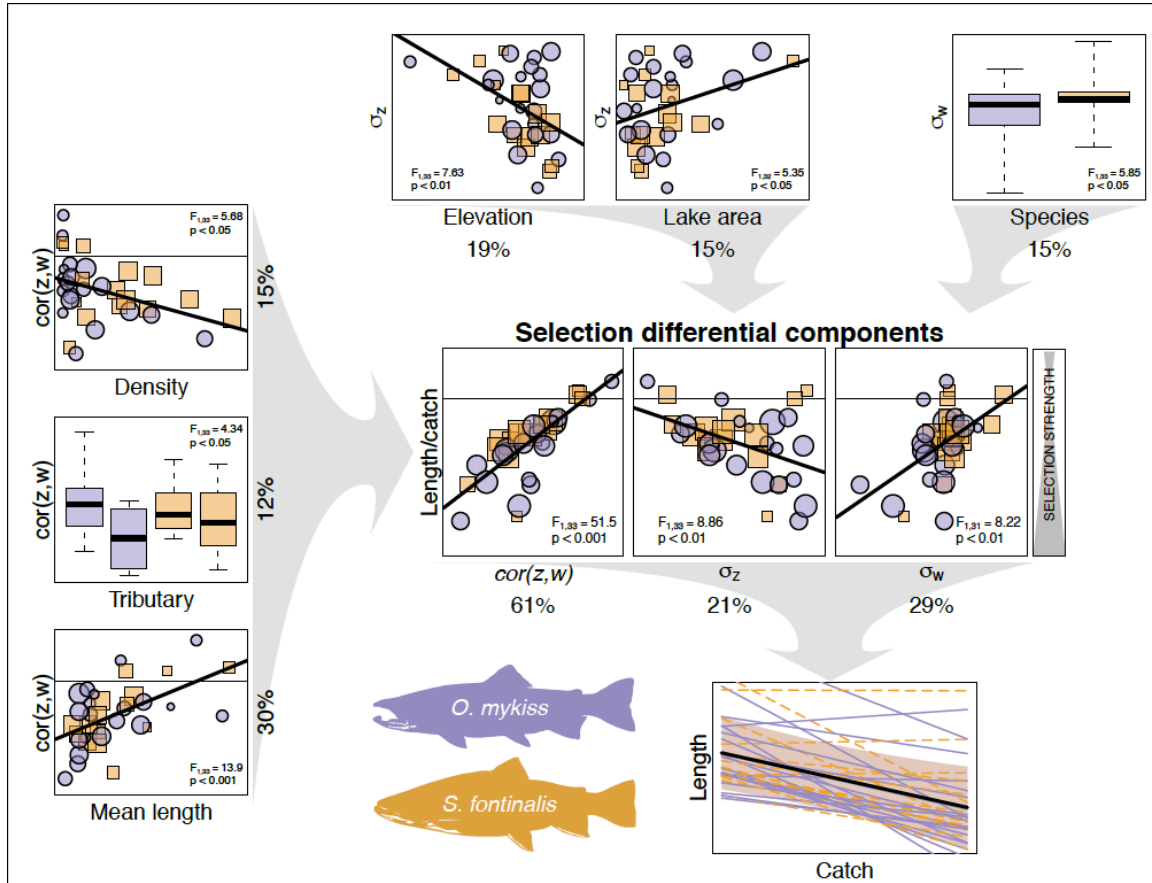 σz
F1,33 = 7.63
p < 0.01
Elevation
19%
σz
F1,32 = 5.35
p < 0.05
Lake area
15%
σw
F1,33 = 5.85
p < 0.05
Species
15%
cor(z,w)
F1,33 = 5.68
p < 0.05
Density
15%
cor(z,w)
F1,33 = 4.34
p < 0.05
Tributary
12%
cor(z,w)
F1,33 = 13.9
p < 0.001
Mean length
30%
Selection differential components
Length/catch
F1,33 = 51.5
p < 0.001
cor(z,w)
61%
F1,33 = 8.86
p < 0.01
σz
21%
F1,31 = 8.22
p < 0.01
σw
29%
SELECTION STRENGTH
O. mykiss
S. fontinalis
Length
Catch